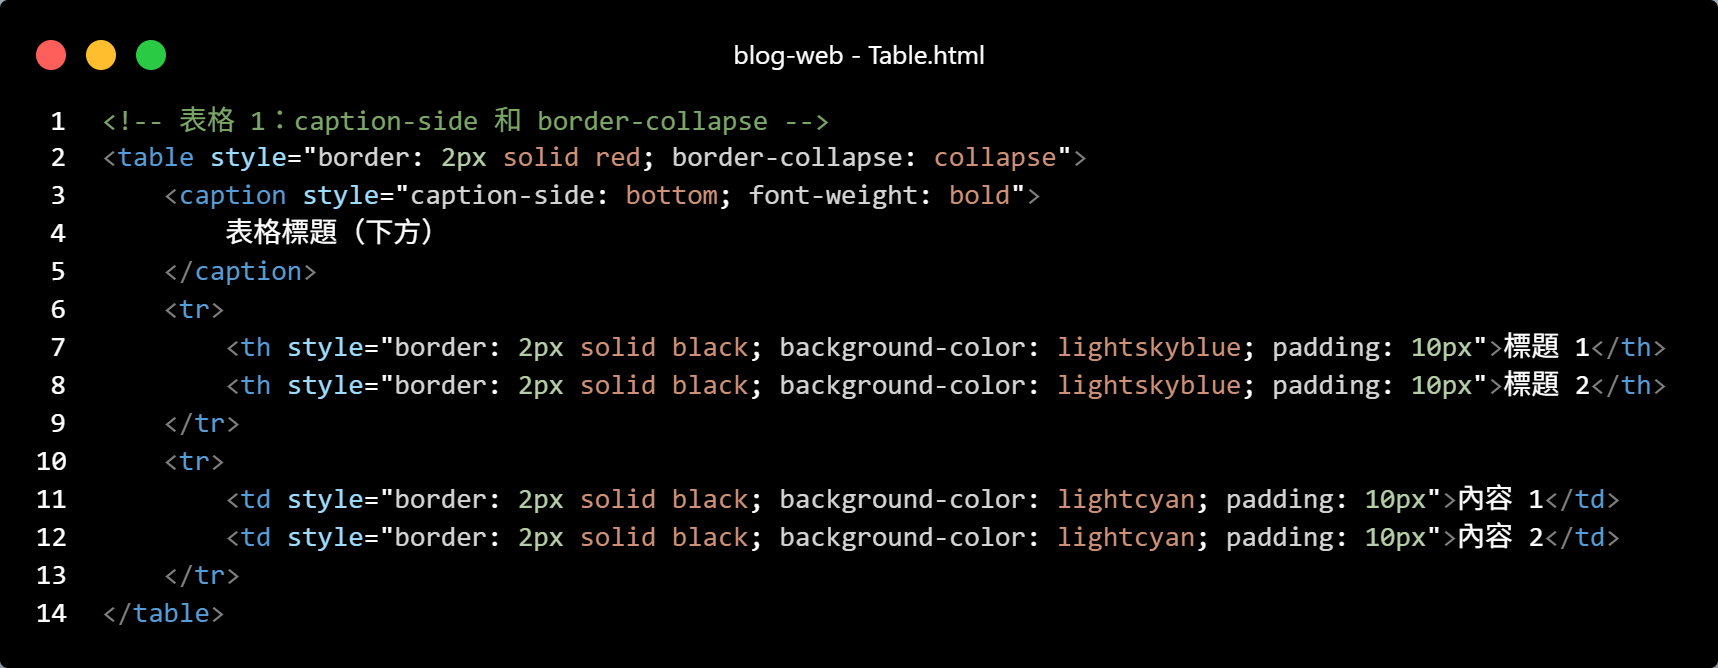 blog-web - Table.html
1 <!-- 表格 1：caption-side 和 border-collapse -->
2 <table style="border: 2px solid red; border-collapse: collapse">
3     <caption style="caption-side: bottom; font-weight: bold">
4         表格標題（下方）
5     </caption>
6     <tr>
7         <th style="border: 2px solid black; background-color: lightskyblue; padding: 10px">標題 1</th>
8         <th style="border: 2px solid black; background-color: lightskyblue; padding: 10px">標題 2</th>
9     </tr>
10     <tr>
11         <td style="border: 2px solid black; background-color: lightcyan; padding: 10px">內容 1</td>
12         <td style="border: 2px solid black; background-color: lightcyan; padding: 10px">內容 2</td>
13     </tr>
14 </table>